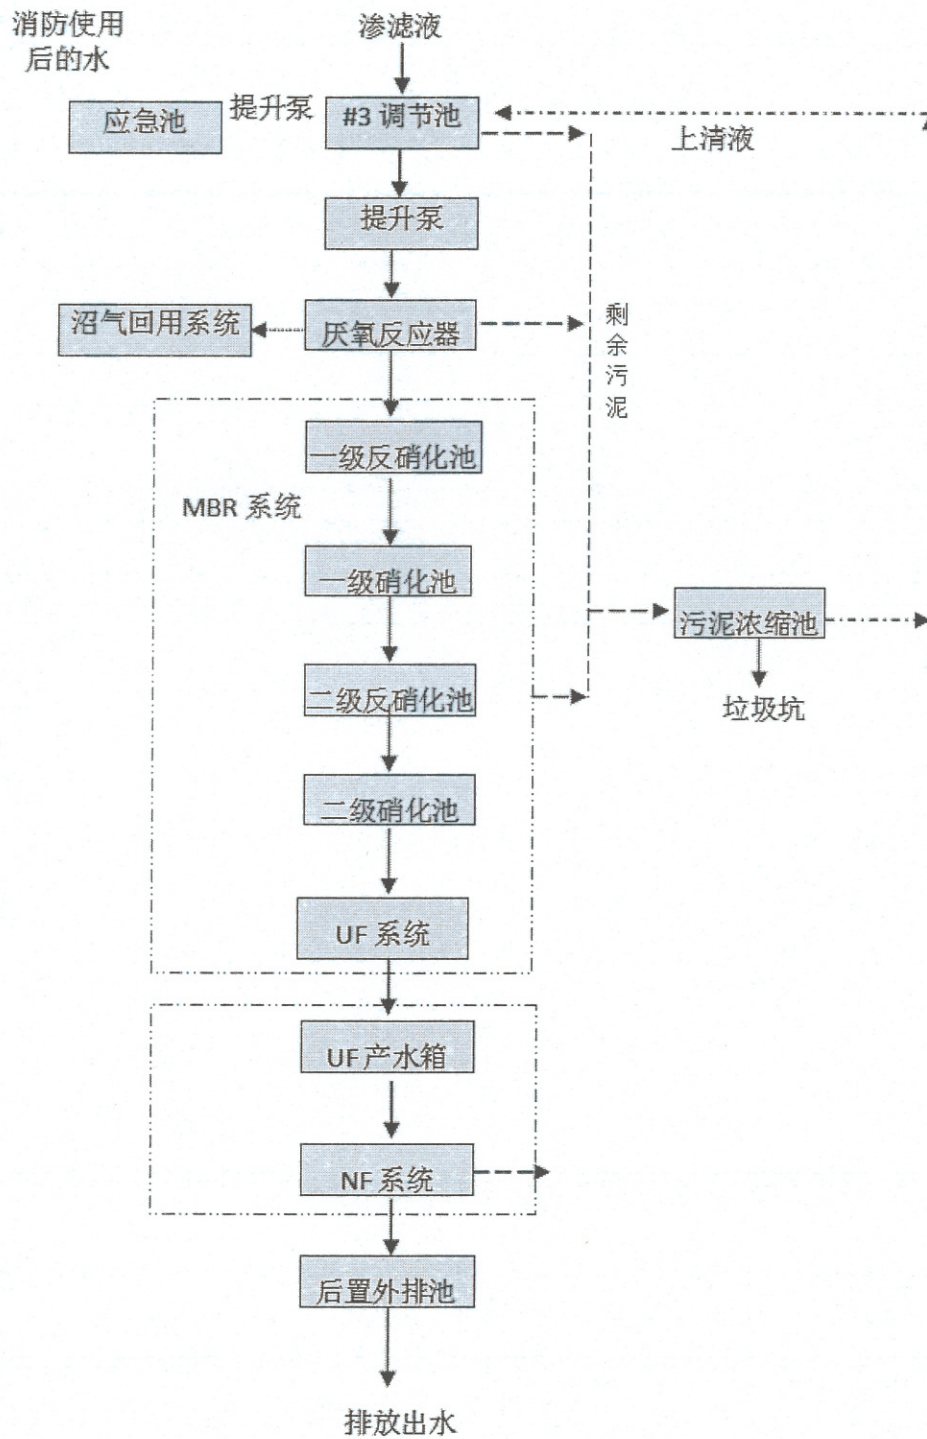 消防使用
后的水
渗滤液
应急池
提升泵
#3 调节池
上清液
提升泵
沼气回用系统
厌氧反应器
剩
余
污
泥
一级反硝化池
MBR 系统
一级硝化池
污泥浓缩池
二级反硝化池
垃圾坑
二级硝化池
UF 系统
UF 产水箱
NF 系统
后置外排池
排放出水